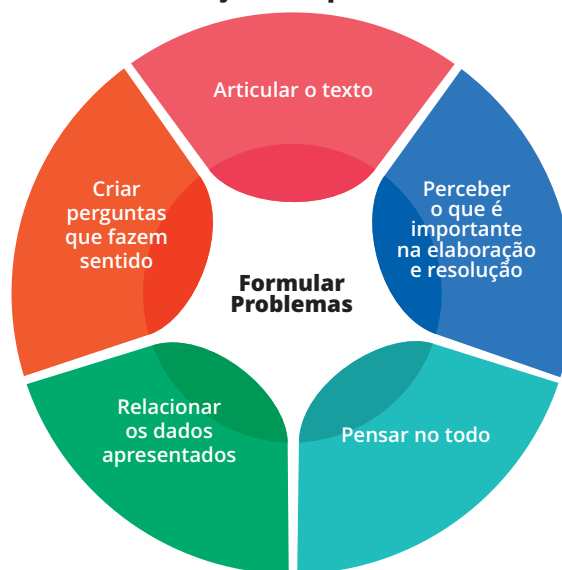 Articular o texto
Perceber
o que é
importante
na elaboração
e resolução
Pensar no todo
Relacionar
os dados
apresentados
Criar
perguntas
que fazem
sentido
Formular
Problemas